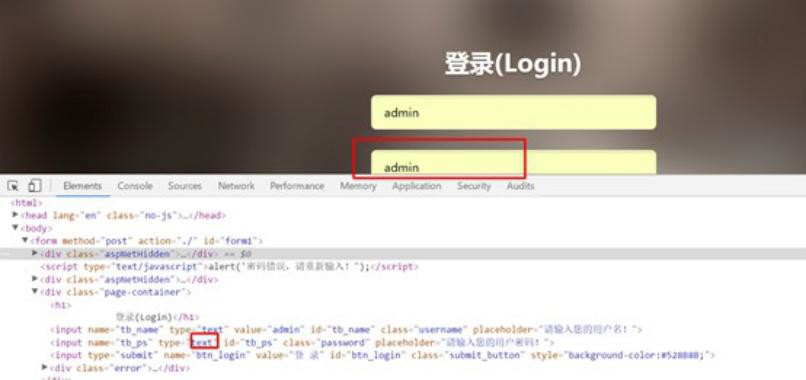 登录(Login)
admin
admin
Elements Console Sources Network Performance Memory Application Security Audits
<html>
▶<head lang="en" class="no-js">…</head>
▼<body>
▼<form method="post" action="./" id="form1">
▶<div class="aspNetHidden">…</div> == $0
<script type="text/javascript">alert('密码错误，请重新输入！');</script>
▶<div class="aspNetHidden">…</div>
▼<div class="page-container">
<h1>
登录(Login)</h1>
<input name="tb_name" type="text" value="admin" id="tb_name" class="username" placeholder="请输入您的用户名！">
<input name="tb_ps" type="text" id="tb_ps" class="password" placeholder="请输入您的用户密码！">
<input type="submit" name="btn_login" value="登 录" id="btn_login" class="submit_button" style="background-color:#528B8B;">
▶<div class="error">…</div>